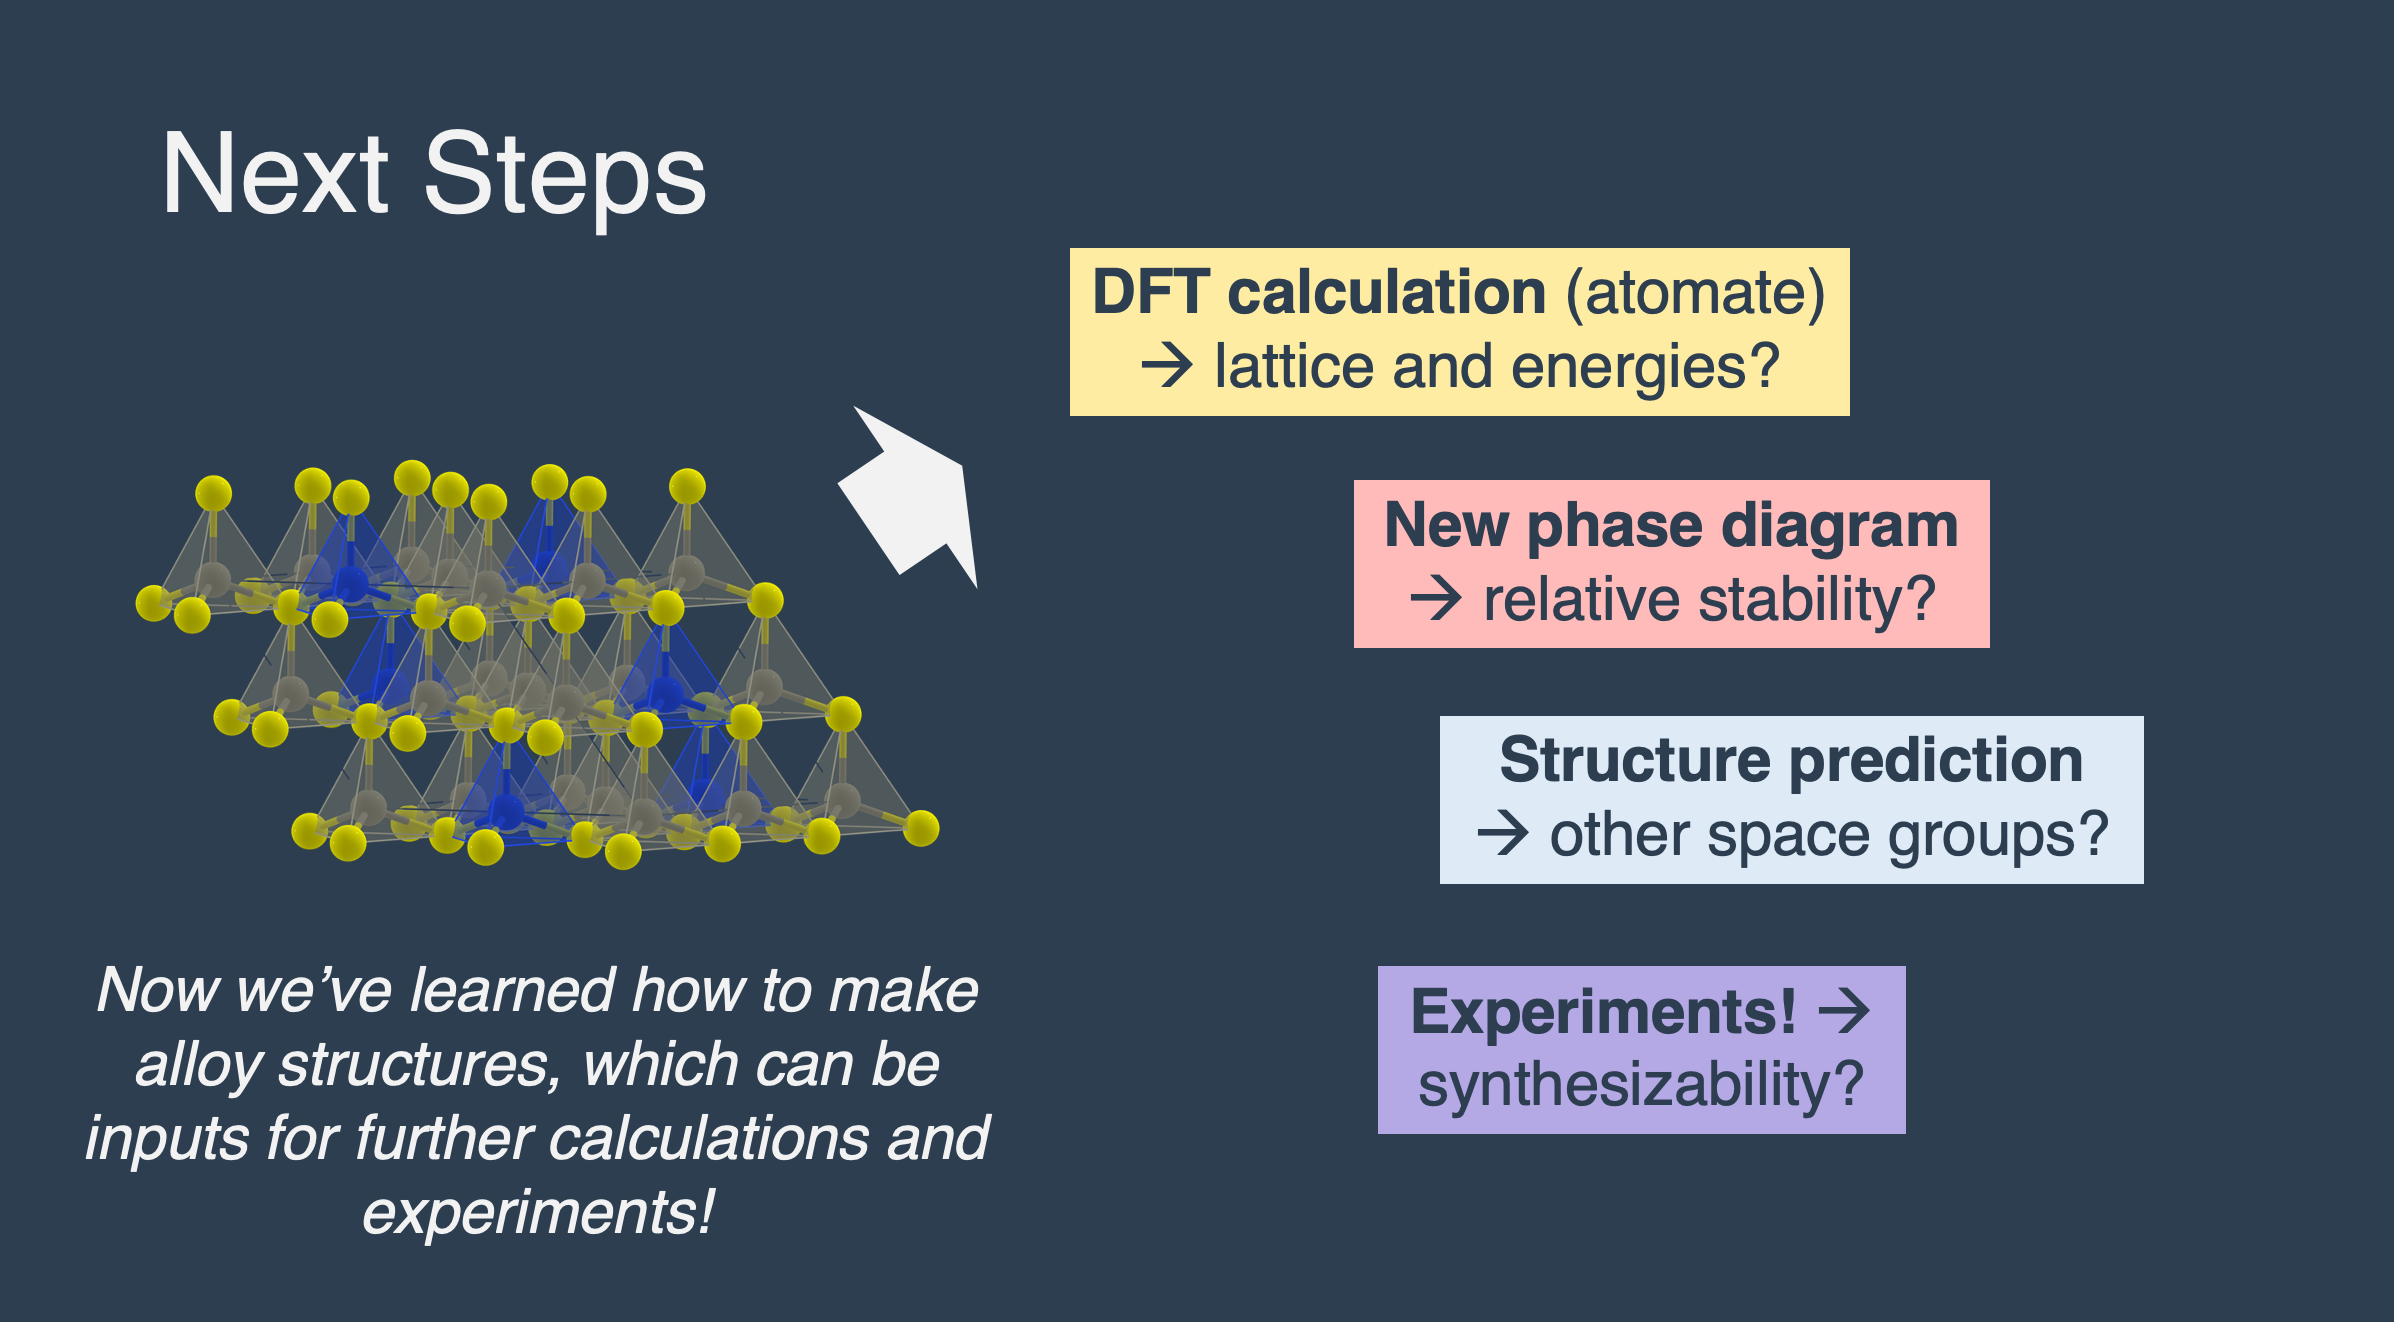 Next Steps
DFT calculation (atomate)
→ lattice and energies?
New phase diagram
→ relative stability?
Structure prediction
→ other space groups?
Experiments! →
synthesizability?
Now we’ve learned how to make
alloy structures, which can be
inputs for further calculations and
experiments!